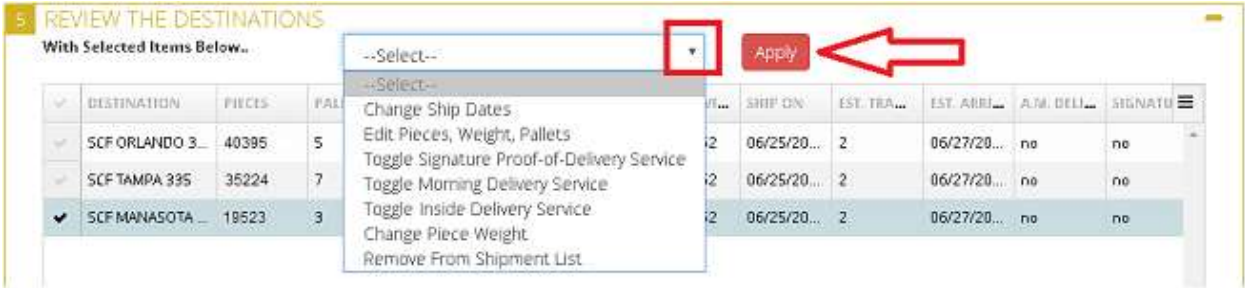 5 REVIEW THE DESTINATIONS
With Selected Items Below..
--Select--
Apply
--Select--
Change Ship Dates
Edit Pieces, Weight, Pallets
Toggle Signature Proof-of-Delivery Service
Toggle Morning Delivery Service
Toggle Inside Delivery Service
Change Piece Weight
Remove From Shipment List
DESTINATION PIECES PAL SHIP ON EST. TRA... EST. ARRI... A.M. DELI... SIGNATU
SCF ORLANDO 3... 40395 5 52 06/25/20... 2 06/27/20... no no
SCF TAMPA 335 35224 7 52 06/25/20... 2 06/27/20... no no
SCF MANASOTA ... 19523 3 52 06/25/20... 2 06/27/20... no no